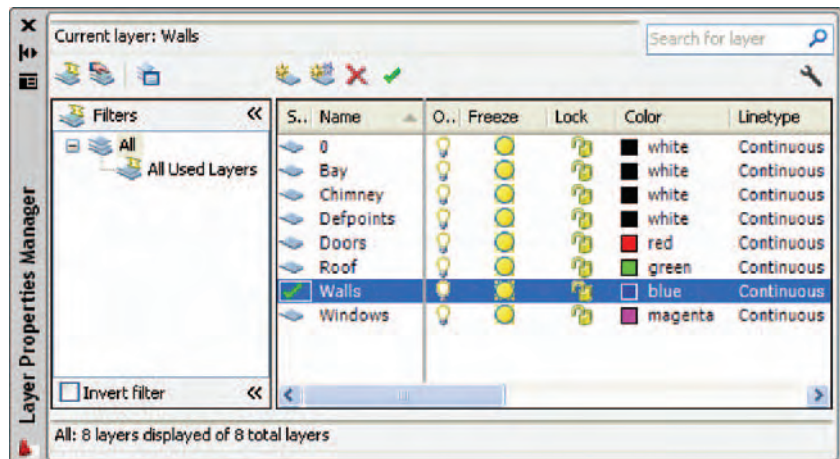 Layer Properties Manager
Current layer: Walls
Search for layer
Filters
All
All Used Layers
Invert filter
S.. Name O.. Freeze Lock Color Linetype
0 white Continuous
Bay white Continuous
Chimney white Continuous
Defpoints white Continuous
Doors red Continuous
Roof green Continuous
Walls blue Continuous
Windows magenta Continuous
All: 8 layers displayed of 8 total layers